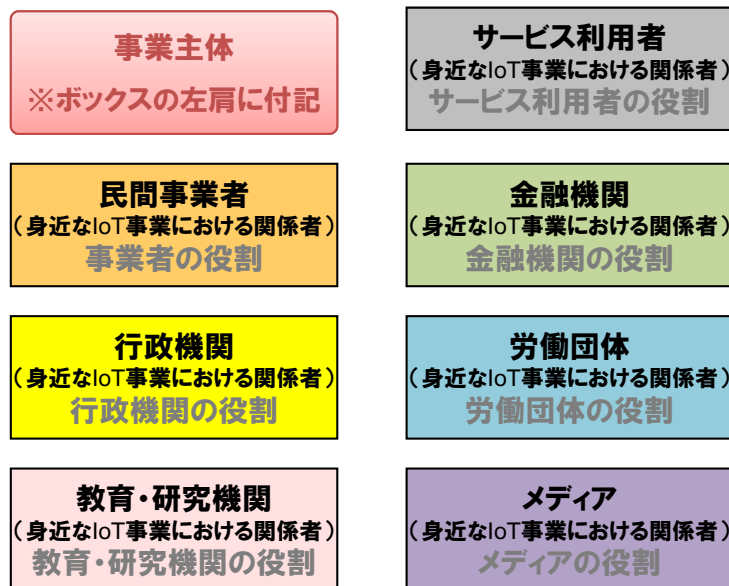 事業主体
※ボックスの左肩に付記
サービス利用者
(身近なIoT事業における関係者)
サービス利用者の役割
民間事業者
(身近なIoT事業における関係者)
事業者の役割
金融機関
(身近なIoT事業における関係者)
金融機関の役割
行政機関
(身近なIoT事業における関係者)
行政機関の役割
労働団体
(身近なIoT事業における関係者)
労働団体の役割
教育・研究機関
(身近なIoT事業における関係者)
教育・研究機関の役割
メディア
(身近なIoT事業における関係者)
メディアの役割